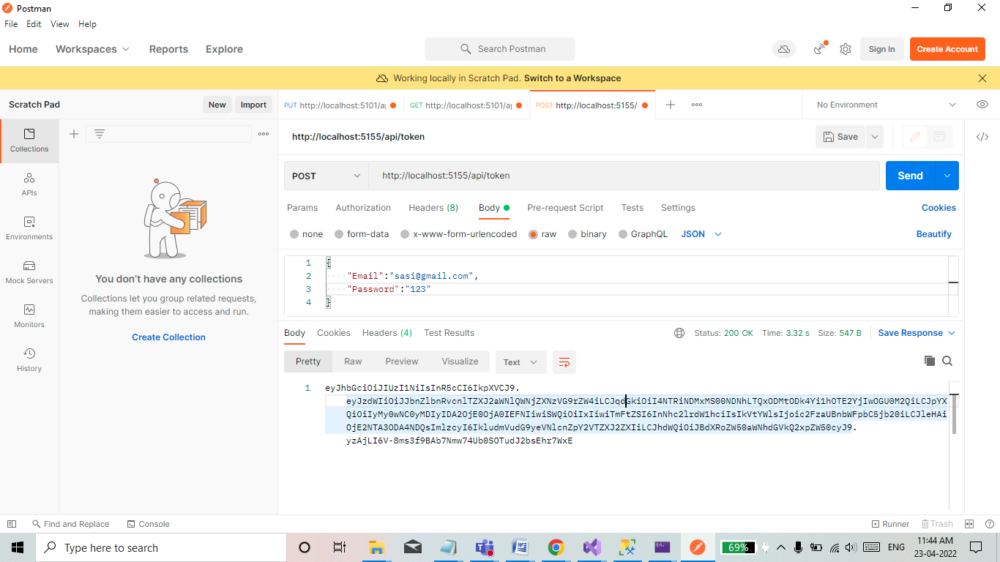 Postman
File Edit View Help
Home Workspaces Reports Explore Search Postman Sign In Create Account
Working locally in Scratch Pad. Switch to a Workspace
Scratch Pad New Import PUT http://localhost:5101/a GET http://localhost:5101/a POST http://localhost:5155/ No Environment
http://localhost:5155/api/token Save
Collections
APIs
Environments
Mock Servers
Monitors
History
You don't have any collections
Collections let you group related requests,
making them easier to access and run.
Create Collection
POST http://localhost:5155/api/token Send
Params Authorization Headers (8) Body Pre-request Script Tests Settings Cookies
none form-data x-www-form-urlencoded raw binary GraphQL JSON Beautify
1 {
2 "Email":"sasi@gmail.com",
3 "Password":"123"
4 }
Body Cookies Headers (4) Test Results Status: 200 OK Time: 3.32 s Size: 547 B Save Response
Pretty Raw Preview Visualize Text
1 eyJhbGciOiJIUzI1NiIsInR5cCI6IkpXVCJ9.
eyJzdWIiOiJJbnZlbnRvcnlTZXJ2aWNlQWNjZXNzVG9rZW4iLCJqdGkiOiI4NTRiNDMxMS00NDNhLTQxODMtODk4Yi1hOTE2YjIwOGU0M2QiLCJpYX
QiOiIyMy0wNC0yMDIyIDA2OjE0OjA0IEFNIiwiSWQiOiIxIiwiTmFtZSI6InNhc2lrdW1hciIsIkVtYWlsIjoic2FzaUBnbWFpbC5jb20iLCJleHAi
OjE2NTA3ODA4NDQsImlzcyI6IkludmVudG9yeVNlcnZpY2VTZXJ2ZXIiLCJhdWQiOiJBdXRoZW50aWNhdGVkQ2xpZW50cyJ9.
yzAjLI6V-8ms3f9BAb7Nmw74Ub0SOTudJ2bsEhr7WxE
Find and Replace Console Runner Trash
Type here to search 69% ENG 11:44 AM
23-04-2022